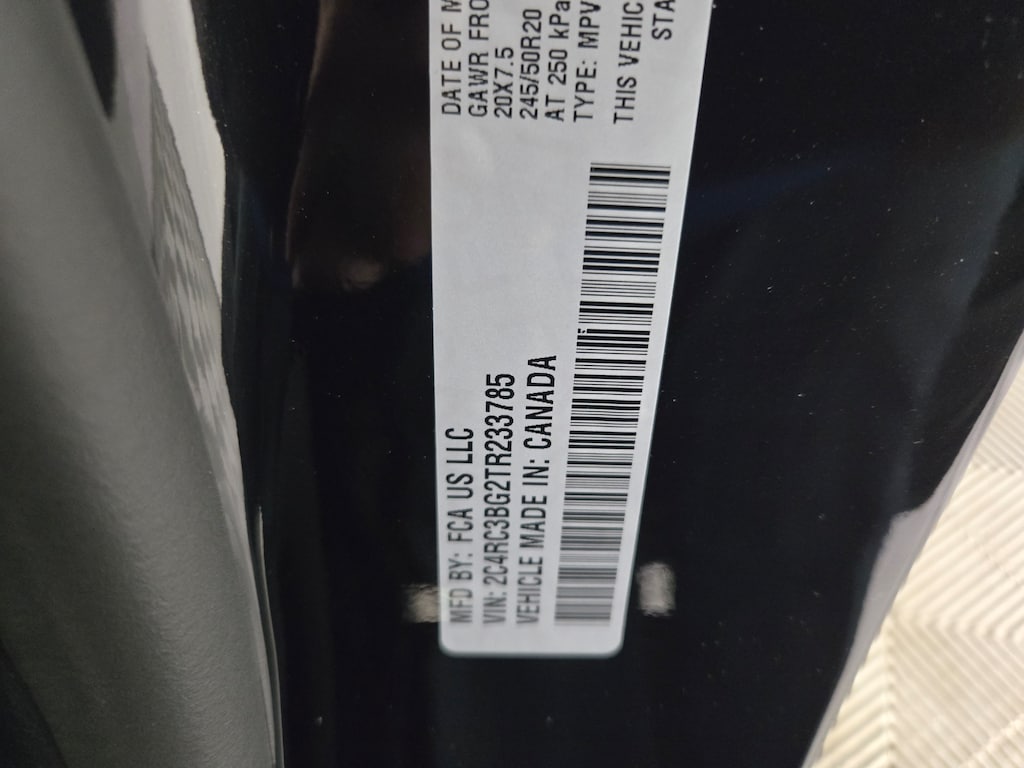 MFD BY: FCA US LLC
VIN: 2C4RC3BG2TR233785
VEHICLE MADE IN: CANADA
DATE OF M
GAWR FRO
20X7.5
245/50R20
AT 250 kPa
TYPE: MPV
THIS VEHIC
STA